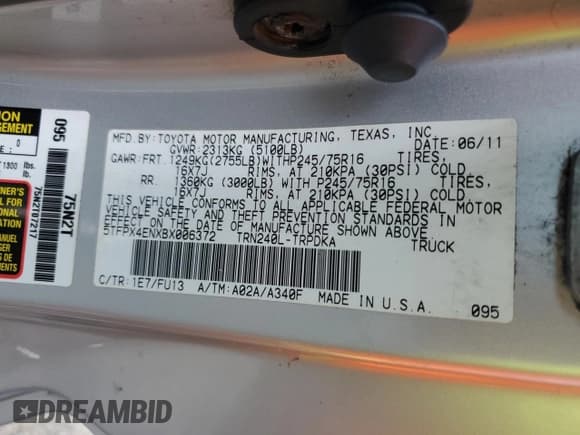 MFD.BY:TOYOTA MOTOR MANUFACTURING, TEXAS, INC.
GVWR:2313KG (5100LB) DATE:06/11
GAWR:FRT. 1249KG(2755LB)WITHP245/75R16 TIRES,
16X7J RIMS, AT 210KPA (30PSI) COLD.
RR. 1360KG (3000LB) WITH P245/75R16 TIRES,
16X7J RIMS, AT 210KPA (30PSI) COLD.
THIS VEHICLE CONFORMS TO ALL APPLICABLE FEDERAL MOTOR
VEHICLE SAFETY AND THEFT PREVENTION STANDARDS IN
EFFECT ON THE DATE OF MANUFACTURE SHOWN ABOVE.
5TFPX4ENXBX006372 TRN240L-TRPDKA TRUCK
C/TR:1E7/FU13 A/TM:A02A/A340F MADE IN U.S.A. 095
095
75N2T
0
lbs.
DREAMBID